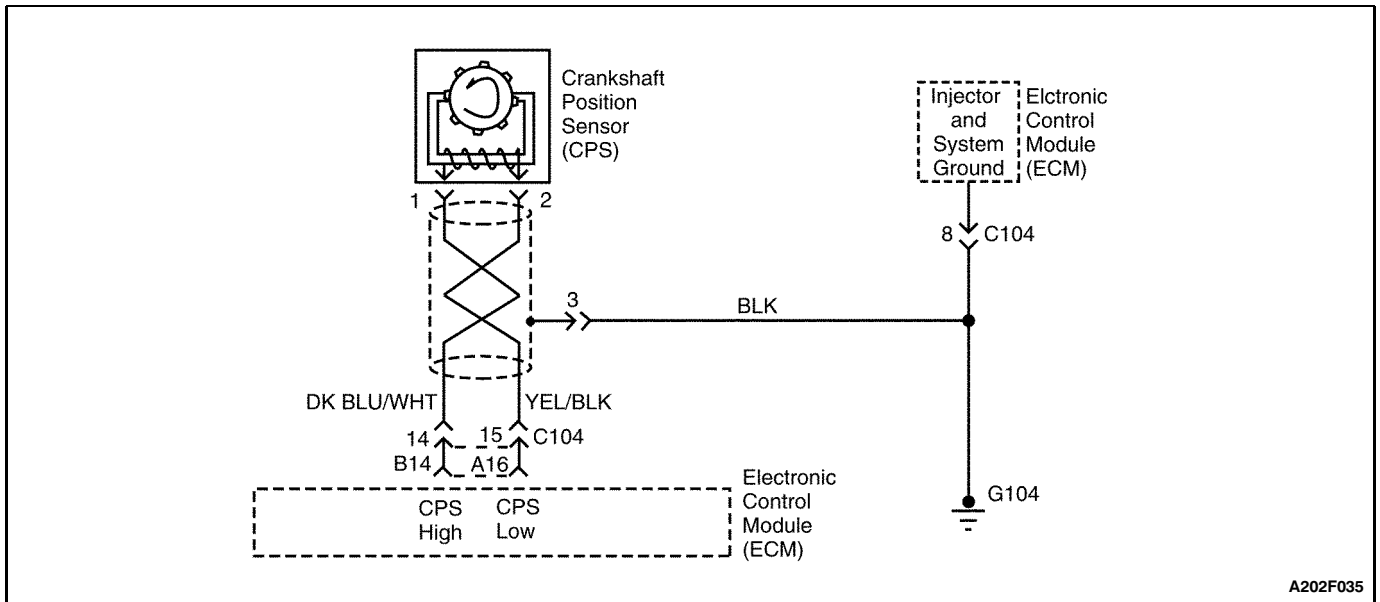 Crankshaft
Position
Sensor
(CPS)
Injector
and
System
Ground
Elctronic
Control
Module
(ECM)
1
2
8
C104
3
BLK
DK BLU/WHT
YEL/BLK
14
15
C104
B14
A16
CPS
High
CPS
Low
Electronic
Control
Module
(ECM)
G104
A202F035